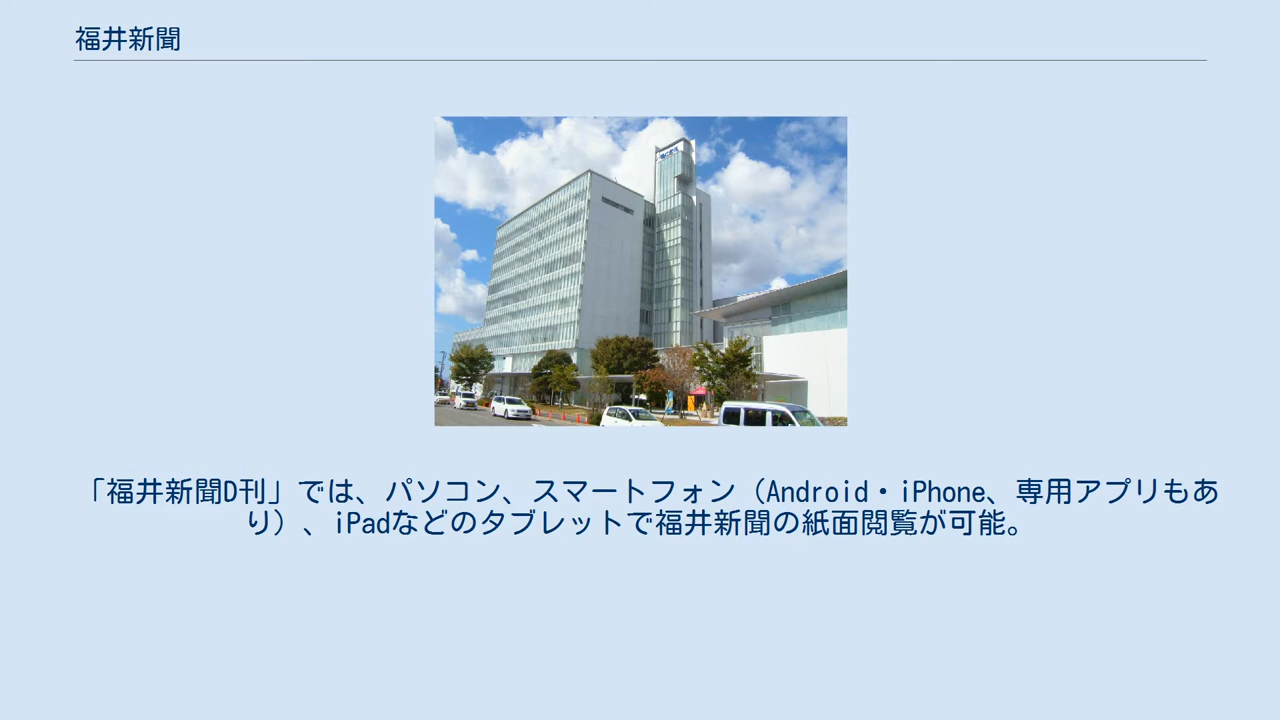 福井新聞
「福井新聞D刊」では、パソコン、スマートフォン（Android・iPhone、専用アプリもあ
り）、iPadなどのタブレットで福井新聞の紙面閲覧が可能。